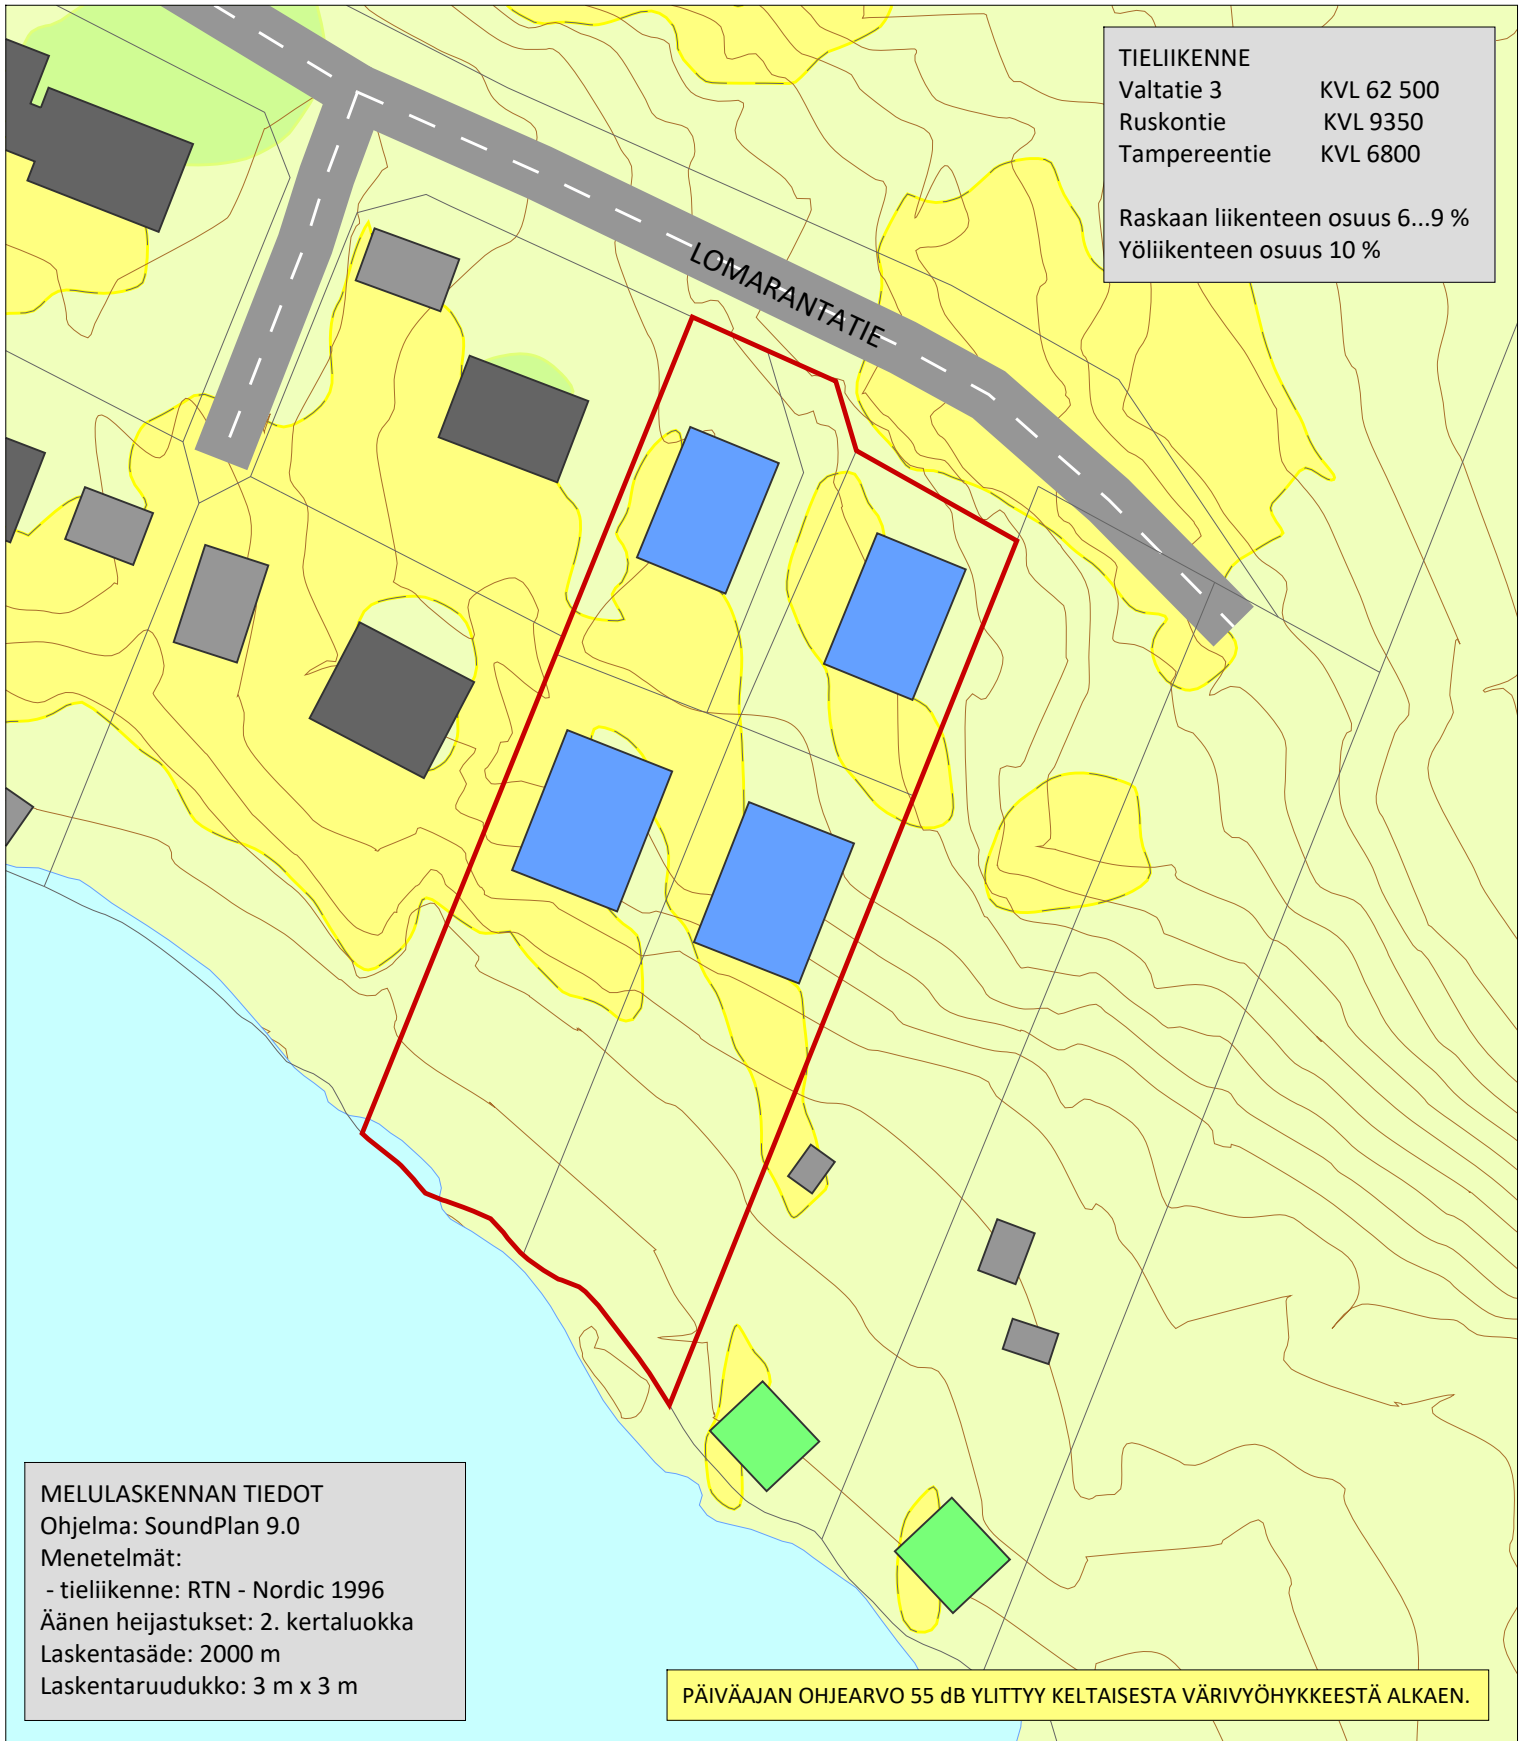 TIELIIKENNE
Valtatie 3 KVL 62 500
Ruskontie KVL 9350
Tampereentie KVL 6800
Raskaan liikenteen osuus 6...9 %
Yöliikenteen osuus 10 %
LOMARANTATIE
MELULASKENNAN TIEDOT
Ohjelma: SoundPlan 9.0
Menetelmät:
- tieliikenne: RTN - Nordic 1996
Äänen heijastukset: 2. kertaluokka
Laskentasäde: 2000 m
Laskentaruudukko: 3 m x 3 m
PÄIVÄAJAN OHJEARVO 55 dB YLITTYY KELTAISESTA VÄRIVYÖHYKKEESTÄ ALKAEN.